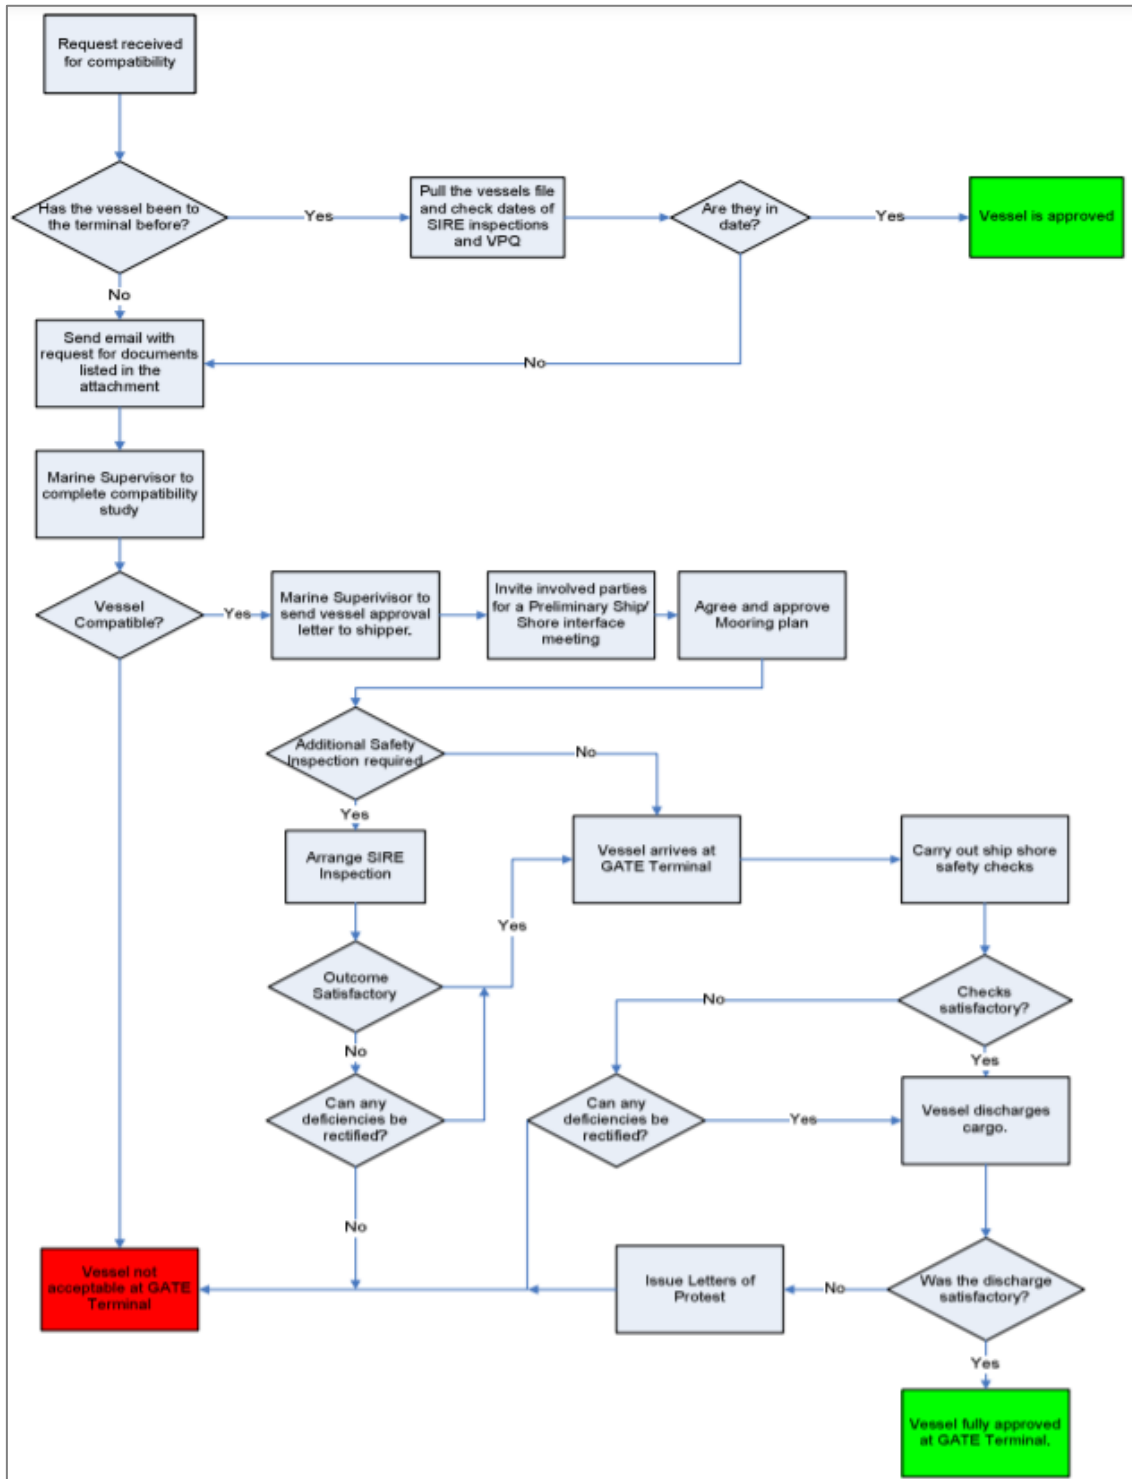 Request received
for compatibility
Has the vessel been to
the terminal before?
Yes
Pull the vessels file
and check dates of
SIRE inspections
and VPQ
Are they in
date?
Yes
Vessel is approved
No
No
Send email with
request for documents
listed in the
attachment
Marine Supervisor to
complete compatibility
study
Vessel
Compatible?
Yes
Marine Supervisor to
send vessel approval
letter to shipper.
Invite involved parties
for a Preliminary Ship/
Shore interface
meeting
Agree and approve
Mooring plan
Additional Safety
Inspection required
No
Yes
Arrange SIRE
Inspection
Vessel arrives at
GATE Terminal
Carry out ship shore
safety checks
Yes
Outcome
Satisfactory
No
Checks
satisfactory?
No
Yes
Can any
deficiencies be
rectified?
Can any
deficiencies be
rectified?
Yes
Vessel discharges
cargo.
No
Vessel not
acceptable at GATE
Terminal
Issue Letters of
Protest
No
Was the discharge
satisfactory?
Yes
Vessel fully approved
at GATE Terminal.